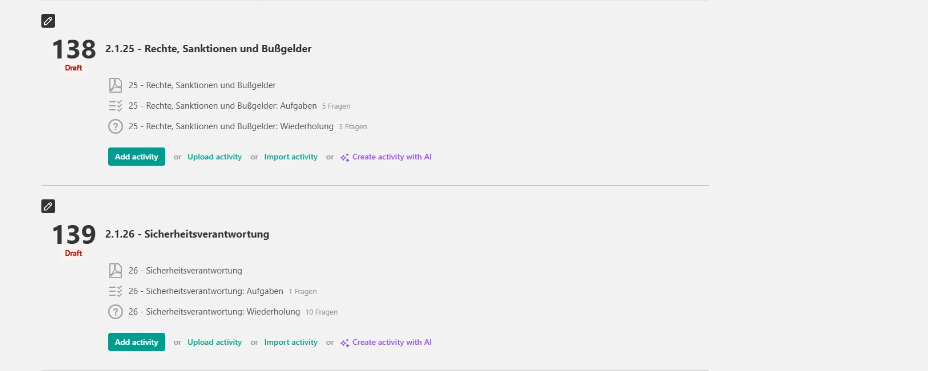 138
Draft
2.1.25 - Rechte, Sanktionen und Bußgelder
25 - Rechte, Sanktionen und Bußgelder
25 - Rechte, Sanktionen und Bußgelder: Aufgaben 5 Fragen
25 - Rechte, Sanktionen und Bußgelder: Wiederholung 3 Fragen
Add activity or Upload activity or Import activity or Create activity with AI
139
Draft
2.1.26 - Sicherheitsverantwortung
26 - Sicherheitsverantwortung
26 - Sicherheitsverantwortung: Aufgaben 1 Fragen
26 - Sicherheitsverantwortung: Wiederholung 10 Fragen
Add activity or Upload activity or Import activity or Create activity with AI